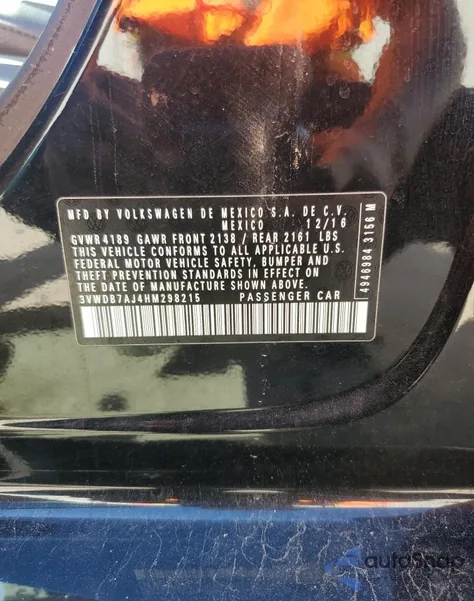 MFD BY VOLKSWAGEN DE MEXICO S.A. DE C.V.
MEXICO 12/16
GVWR 4189 GAWR FRONT 2138 / REAR 2161 LBS
THIS VEHICLE CONFORMS TO ALL APPLICABLE U.S.
FEDERAL MOTOR VEHICLE SAFETY, BUMPER AND
THEFT PREVENTION STANDARDS IN EFFECT ON THE
DATE OF MANUFACTURE SHOWN ABOVE.
3VWDB7AJ4HM298215 PASSENGER CAR
4946984 3156 M
autoSnap